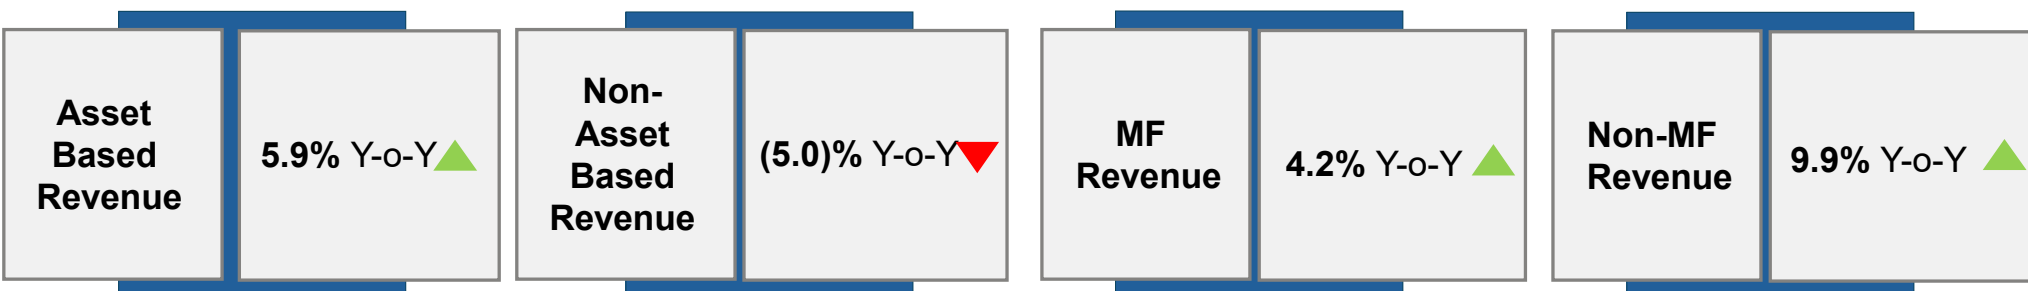 Asset
Based
Revenue
5.9% Y-o-Y
Non-
Asset
Based
Revenue
(5.0)% Y-o-Y
MF
Revenue
4.2% Y-o-Y
Non-MF
Revenue
9.9% Y-o-Y